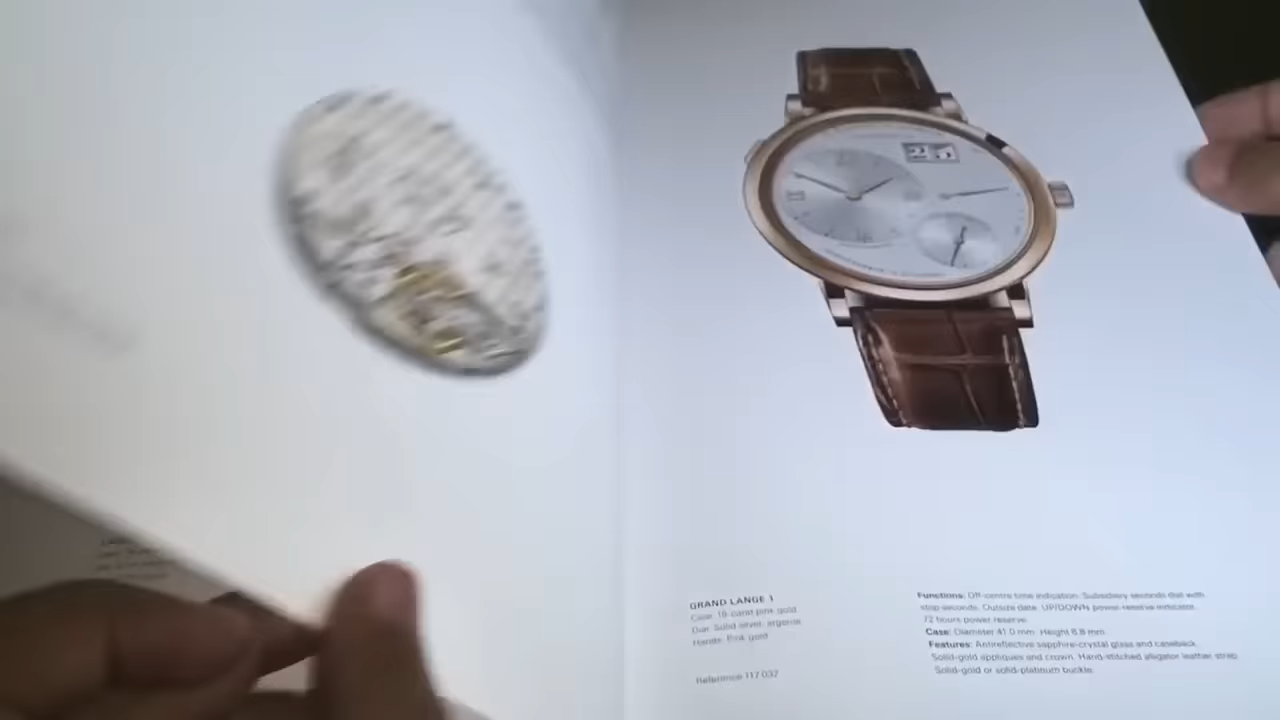 25
GRAND LANGE 1
Case: 18-carat pink gold
Dial: Solid silver, argenté
Hands: Pink gold
Reference 117.032
Functions: Off-centre time indication. Subsidiary seconds dial with
stop seconds. Outsize date. UP/DOWN power-reserve indicator.
72 hours power reserve.
Case: Diameter 41.0 mm. Height 8.8 mm.
Features: Antireflective sapphire-crystal glass and caseback.
Solid-gold appliques and crown. Hand-stitched alligator leather strap.
Solid-gold or solid-platinum buckle.